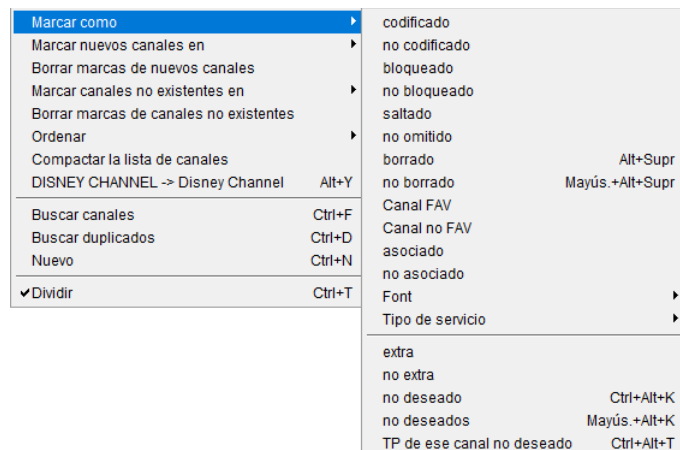 Marcar como
Marcar nuevos canales en
Borrar marcas de nuevos canales
Marcar canales no existentes en
Borrar marcas de canales no existentes
Ordenar
Compactar la lista de canales
DISNEY CHANNEL -> Disney Channel Alt+Y
Buscar canales Ctrl+F
Buscar duplicados Ctrl+D
Nuevo Ctrl+N
Dividir Ctrl+T
codificado
no codificado
bloqueado
no bloqueado
saltado
no omitido
borrado Alt+Supr
no borrado Mayús.+Alt+Supr
Canal FAV
Canal no FAV
asociado
no asociado
Font
Tipo de servicio
extra
no extra
no deseado Ctrl+Alt+K
no deseados Mayús.+Alt+K
TP de ese canal no deseado Ctrl+Alt+T